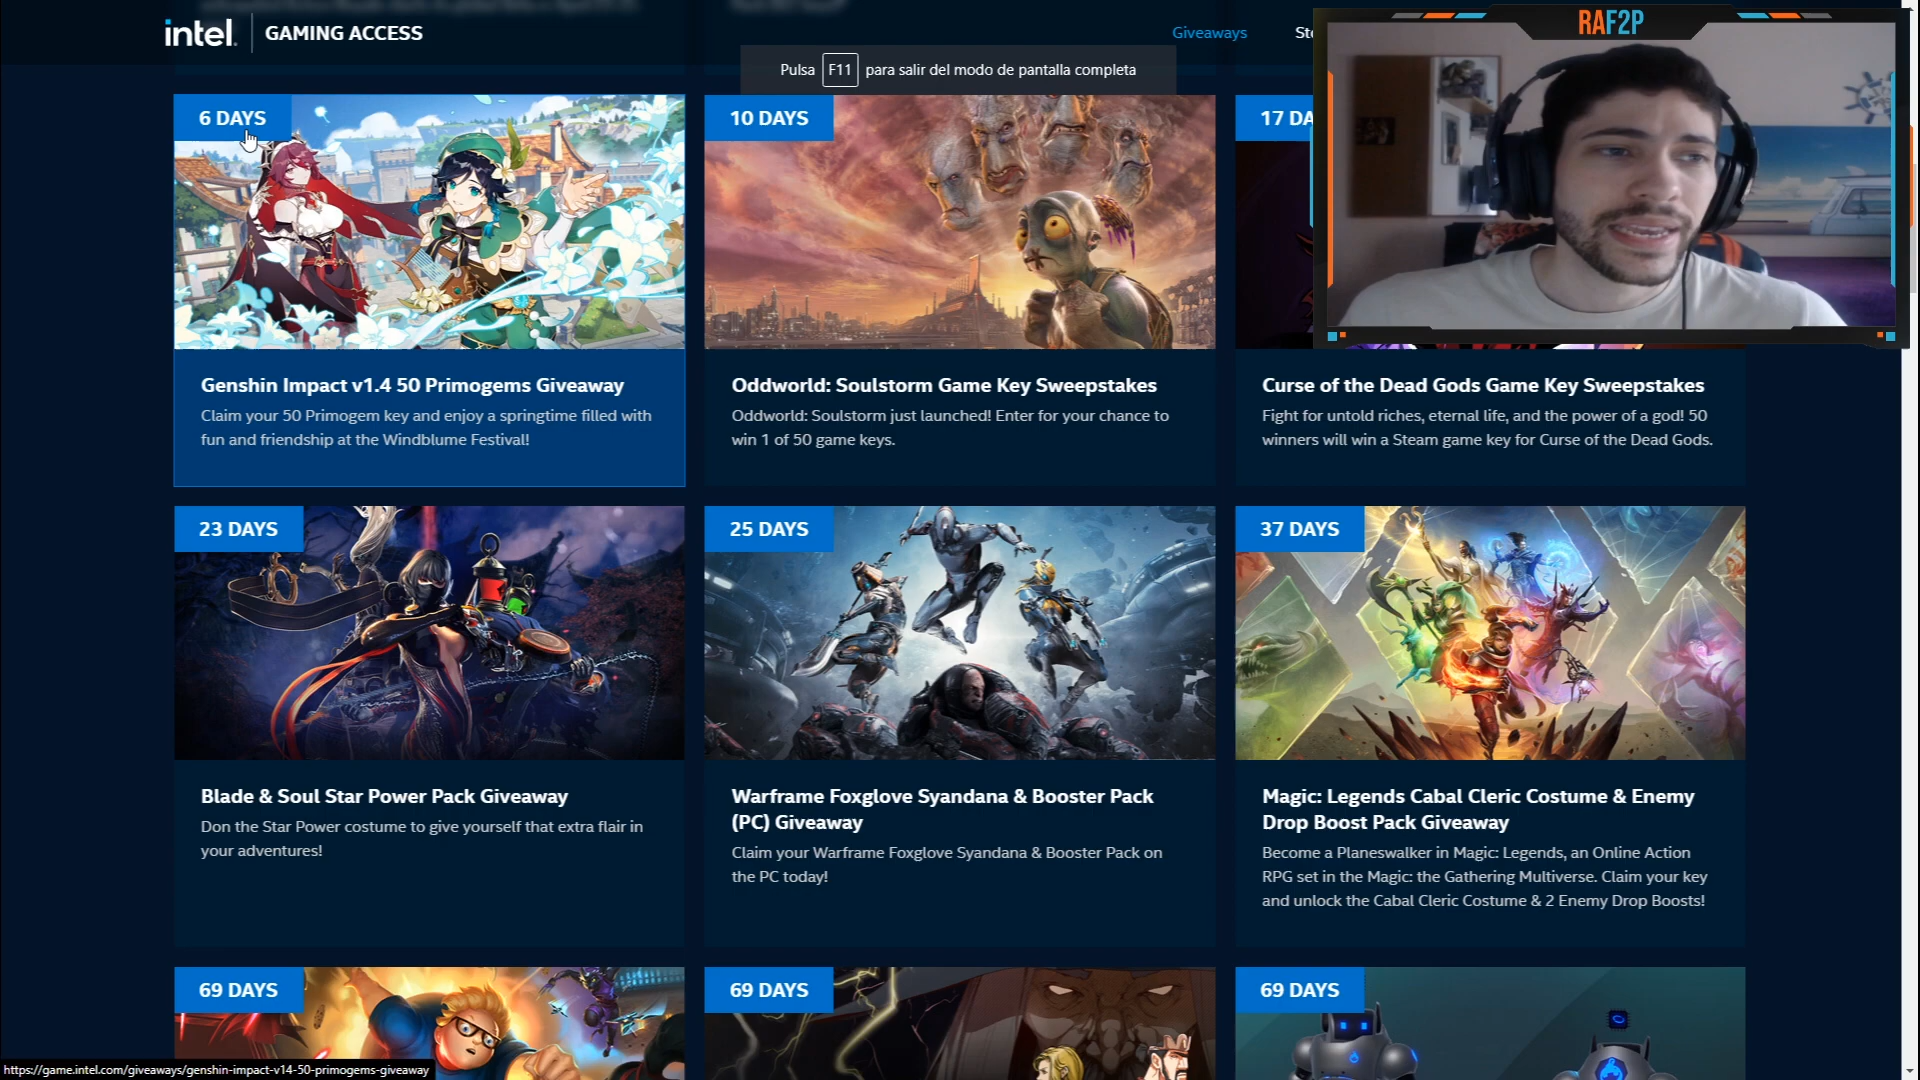 intel. GAMING ACCESS
Giveaways
RAF2P
Pulsa F11 para salir del modo de pantalla completa
6 DAYS
10 DAYS
Genshin Impact v1.4 50 Primogems Giveaway
Claim your 50 Primogem key and enjoy a springtime filled with
fun and friendship at the Windblume Festival!
Oddworld: Soulstorm Game Key Sweepstakes
Oddworld: Soulstorm just launched! Enter for your chance to
win 1 of 50 game keys.
Curse of the Dead Gods Game Key Sweepstakes
Fight for untold riches, eternal life, and the power of a god! 50
winners will win a Steam game key for Curse of the Dead Gods.
23 DAYS
25 DAYS
37 DAYS
Blade & Soul Star Power Pack Giveaway
Don the Star Power costume to give yourself that extra flair in
your adventures!
Warframe Foxglove Syandana & Booster Pack
(PC) Giveaway
Claim your Warframe Foxglove Syandana & Booster Pack on
the PC today!
Magic: Legends Cabal Cleric Costume & Enemy
Drop Boost Pack Giveaway
Become a Planeswalker in Magic: Legends, an Online Action
RPG set in the Magic: the Gathering Multiverse. Claim your key
and unlock the Cabal Cleric Costume & 2 Enemy Drop Boosts!
69 DAYS
69 DAYS
69 DAYS
https://game.intel.com/giveaways/genshin-impact-v14-50-primogems-giveaway